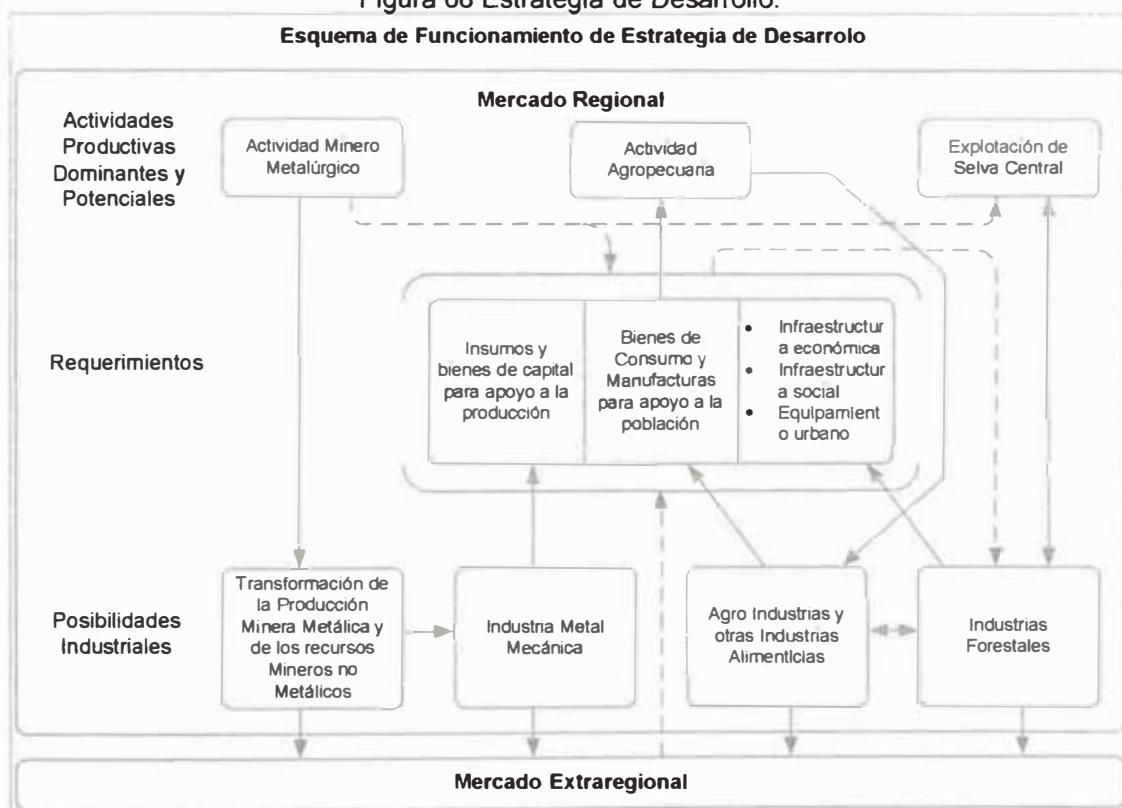 Figura 08 Estrategia de Desarrollo.
Esquema de Funcionamiento de Estrategia de Desarrolo
Mercado Regional
Actividades
Productivas
Dominantes y
Potenciales
Actividad Minero
Metalúrgico
Actividad
Agropecuaria
Explotación de
Selva Central
Requerimientos
Insumos y
bienes de capital
para apoyo a la
producción
Bienes de
Consumo y
Manufacturas
para apoyo a la
población
• Infraestructur
a económica
• Infraestructur
a social
• Equipamient
o urbano
Posibilidades
Industriales
Transformación de
la Producción
Minera Metálica y
de los recursos
Mineros no
Metálicos
Industria Metal
Mecánica
Agro Industrias y
otras Industrias
Alimenticias
Industrias
Forestales
Mercado Extraregional